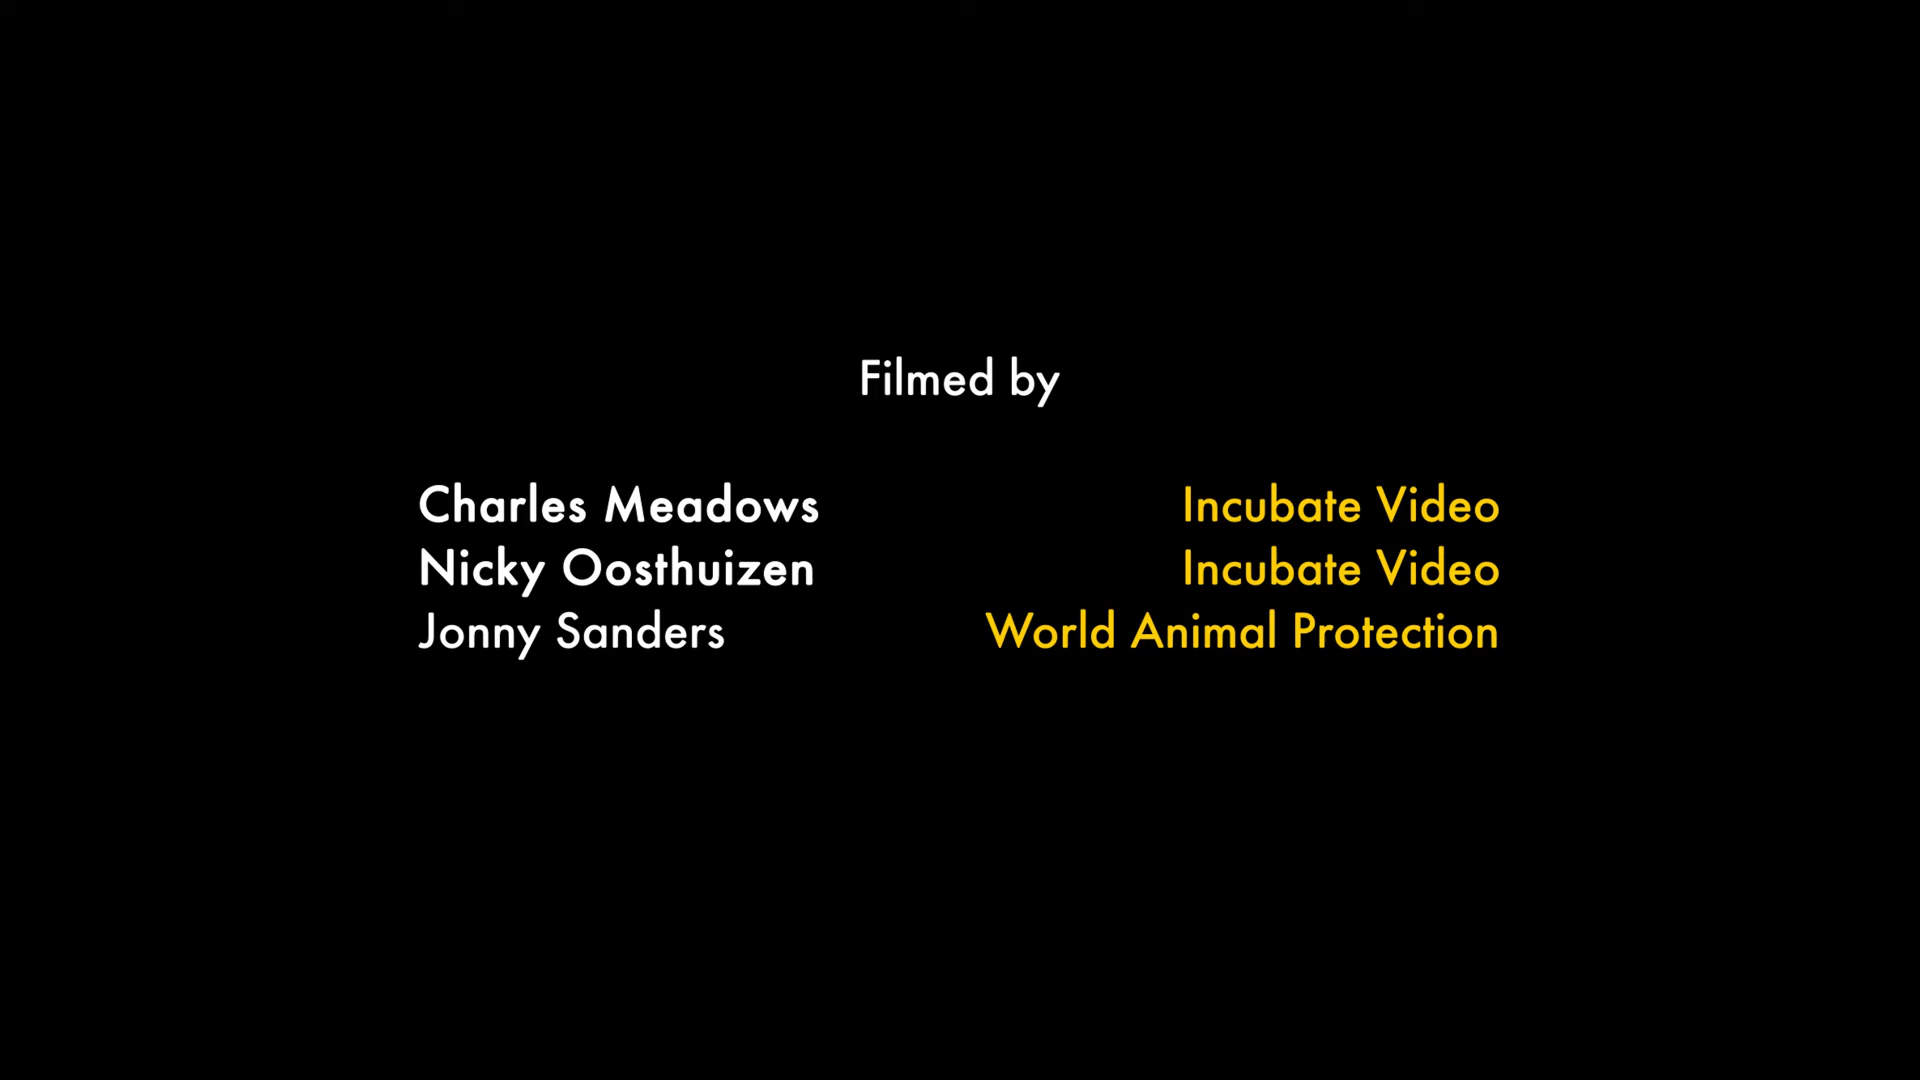 Filmed by
Charles Meadows Incubate Video
Nicky Oosthuizen Incubate Video
Jonny Sanders World Animal Protection